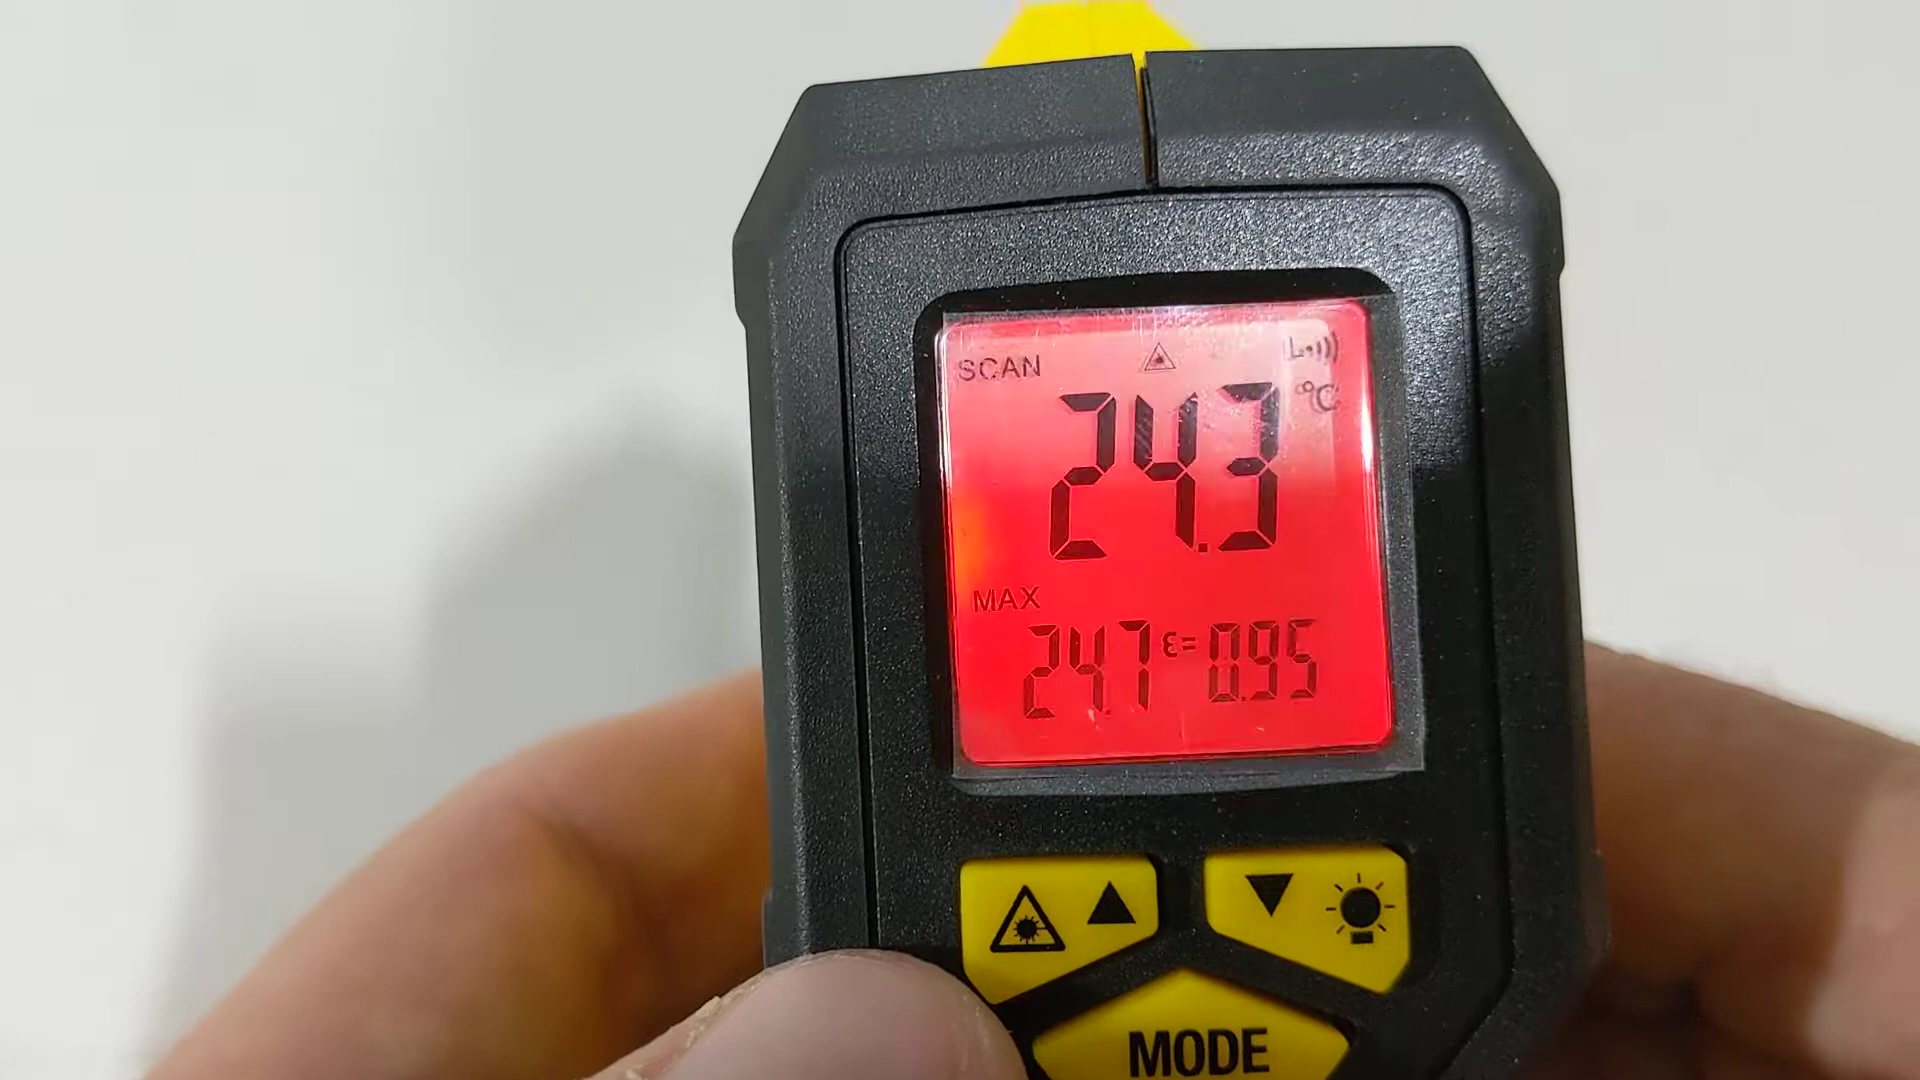 SCAN
24.3 °C
MAX
24.7 ε= 0.95
MODE